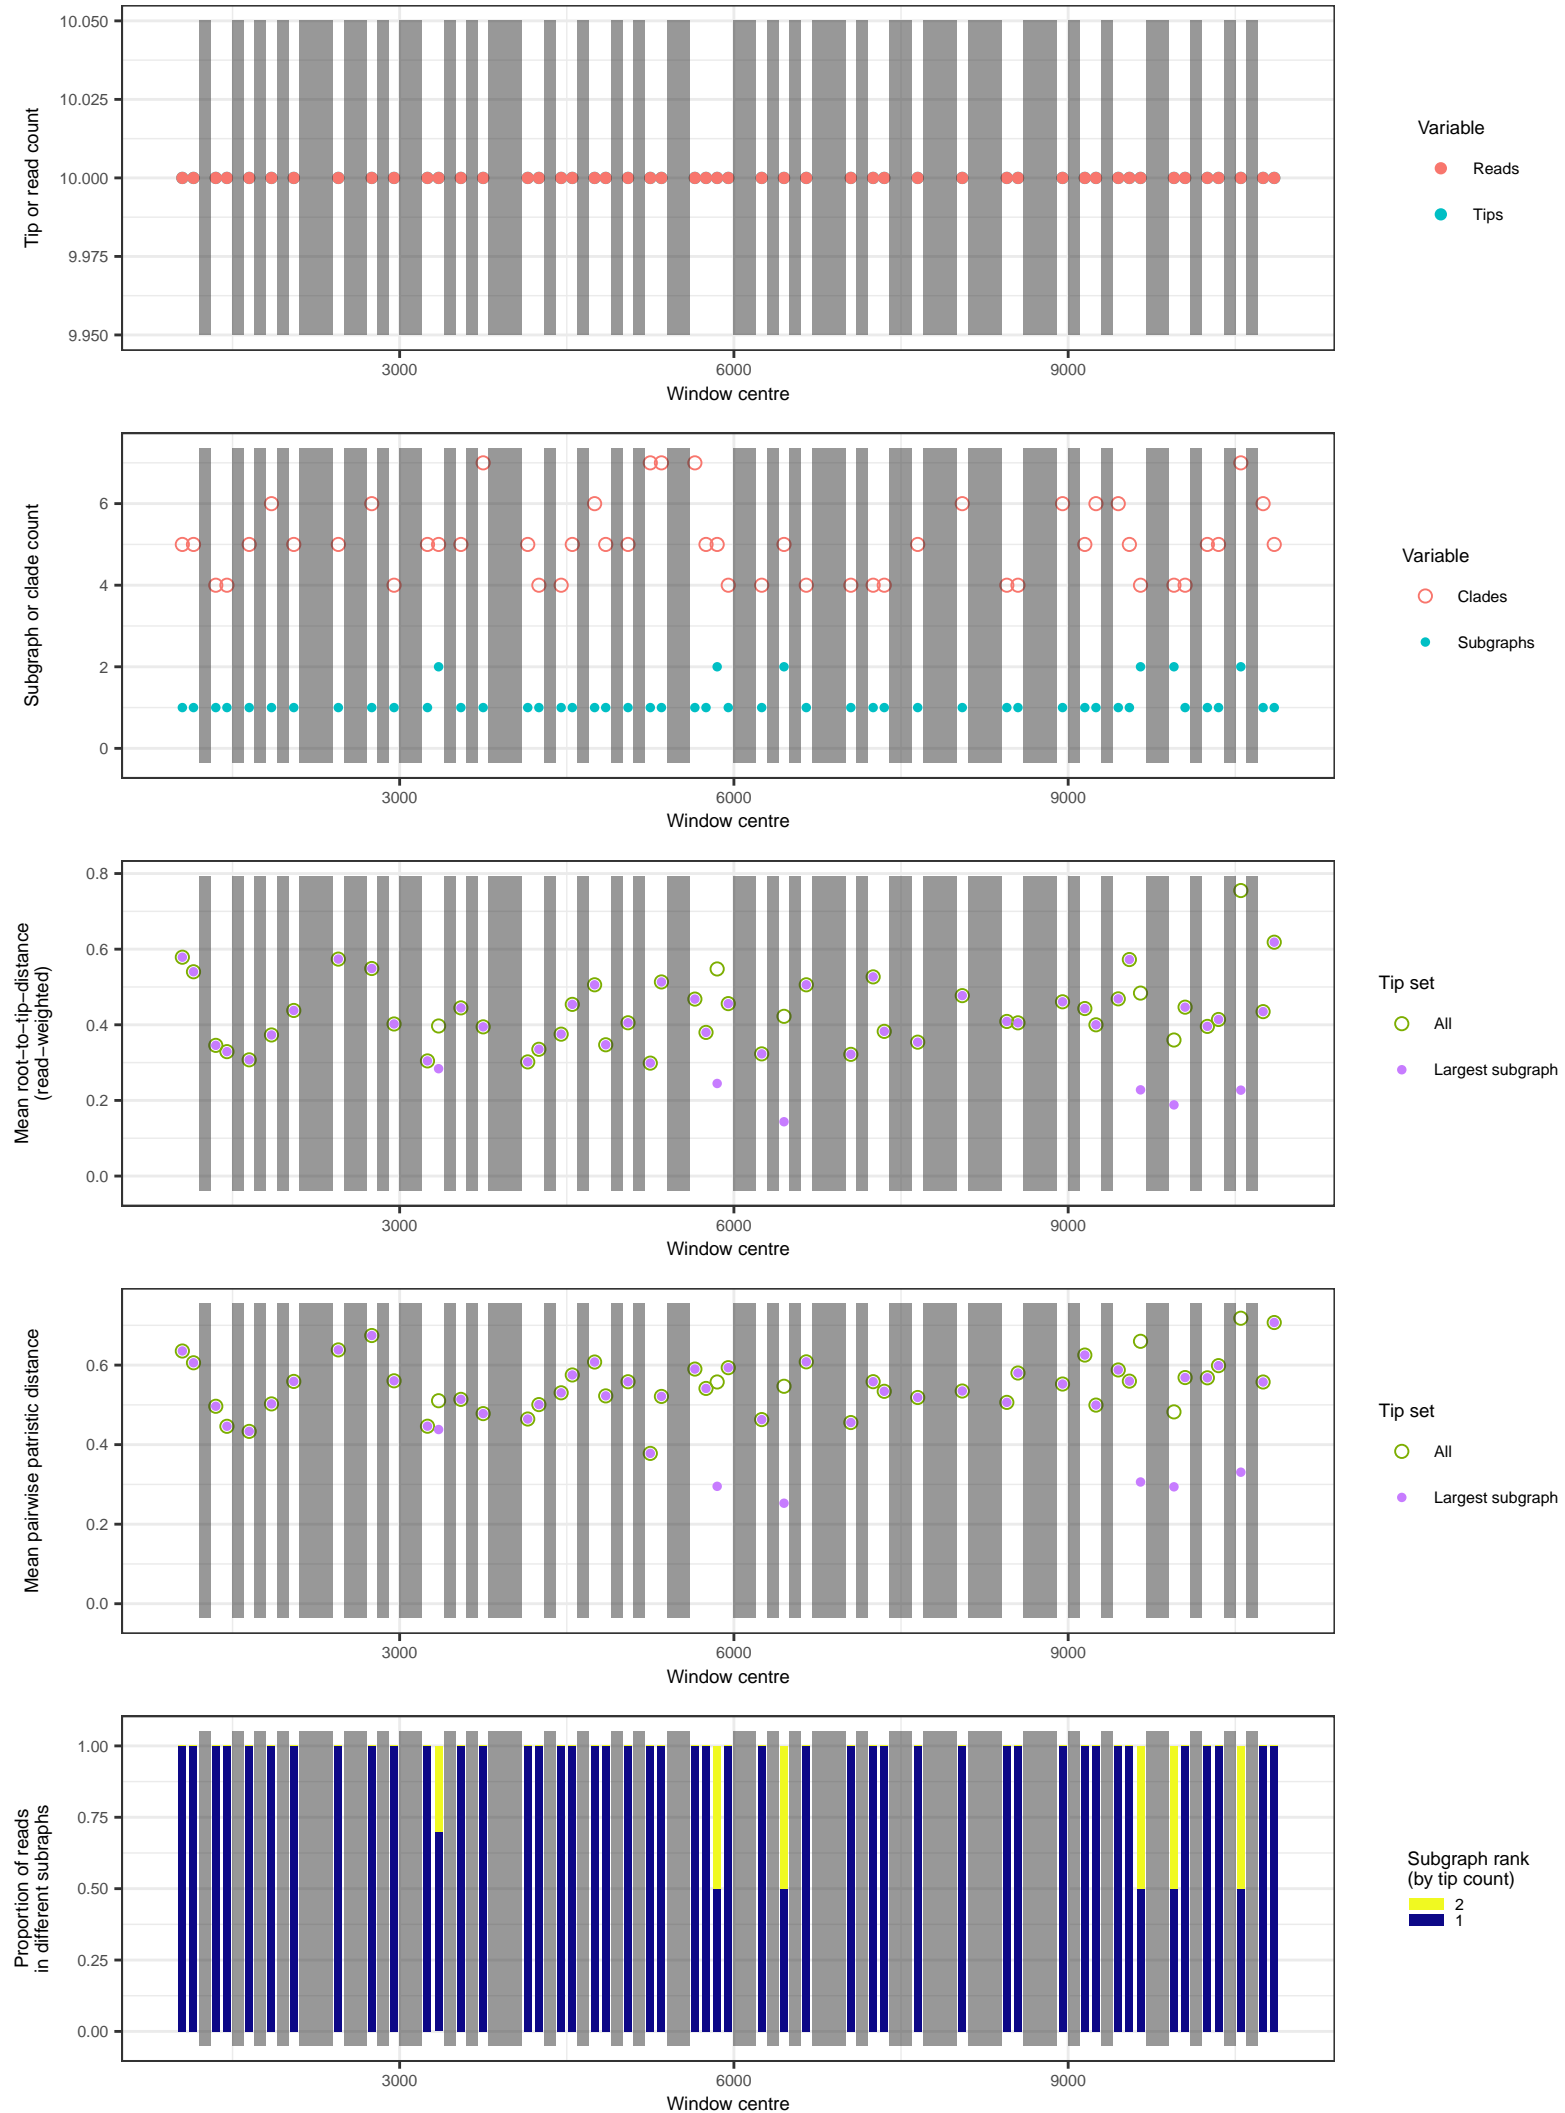 10.050
10.025
10.000
9.975
9.950
Tip or read count
3000
6000
9000
Window centre
Variable
Reads
Tips
6
4
2
0
Subgraph or clade count
3000
6000
9000
Window centre
Variable
Clades
Subgraphs
0.8
0.6
0.4
0.2
0.0
Mean root−to−tip−distance
(read−weighted)
3000
6000
9000
Window centre
Tip set
All
Largest subgraph
0.6
0.4
0.2
0.0
Mean pairwise patristic distance
3000
6000
9000
Window centre
Tip set
All
Largest subgraph
1.00
0.75
0.50
0.25
0.00
Proportion of reads
in different subraphs
3000
6000
9000
Window centre
Subgraph rank
(by tip count)
2
1